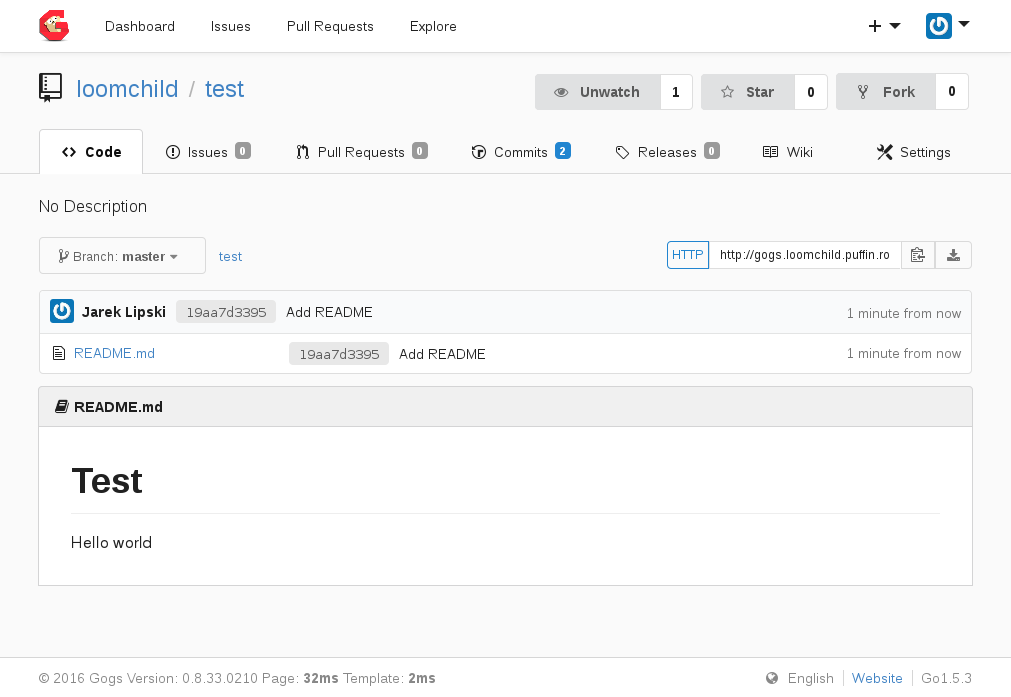 Dashboard Issues Pull Requests Explore
loomchild / test Unwatch 1 Star 0 Fork 0
Code Issues 0 Pull Requests 0 Commits 2 Releases 0 Wiki Settings
No Description
Branch: master test HTTP http://gogs.loomchild.puffin.ro
Jarek Lipski 19aa7d3395 Add README 1 minute from now
README.md 19aa7d3395 Add README 1 minute from now
README.md
Test
Hello world
© 2016 Gogs Version: 0.8.33.0210 Page: 32ms Template: 2ms English Website Go1.5.3